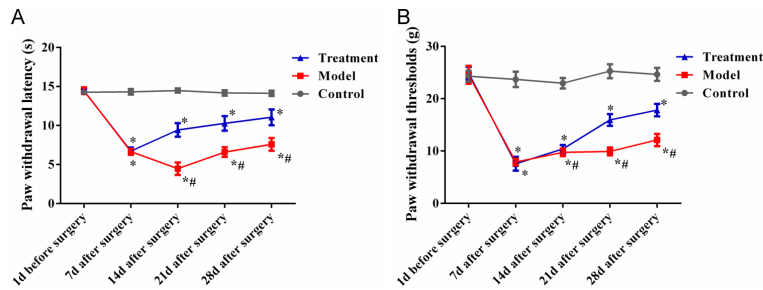 A
Paw withdrawal latency (s)
20
15
10
5
0
Treatment
Model
Control
*
*
*
*
*
*#
*#
*#
1d before surgery
7d after surgery
14d after surgery
21d after surgery
28d after surgery
B
Paw withdrawal thresholds (g)
30
20
10
0
Treatment
Model
Control
*
*
*
*
*
*#
*#
*#
1d before surgery
7d after surgery
14d after surgery
21d after surgery
28d after surgery